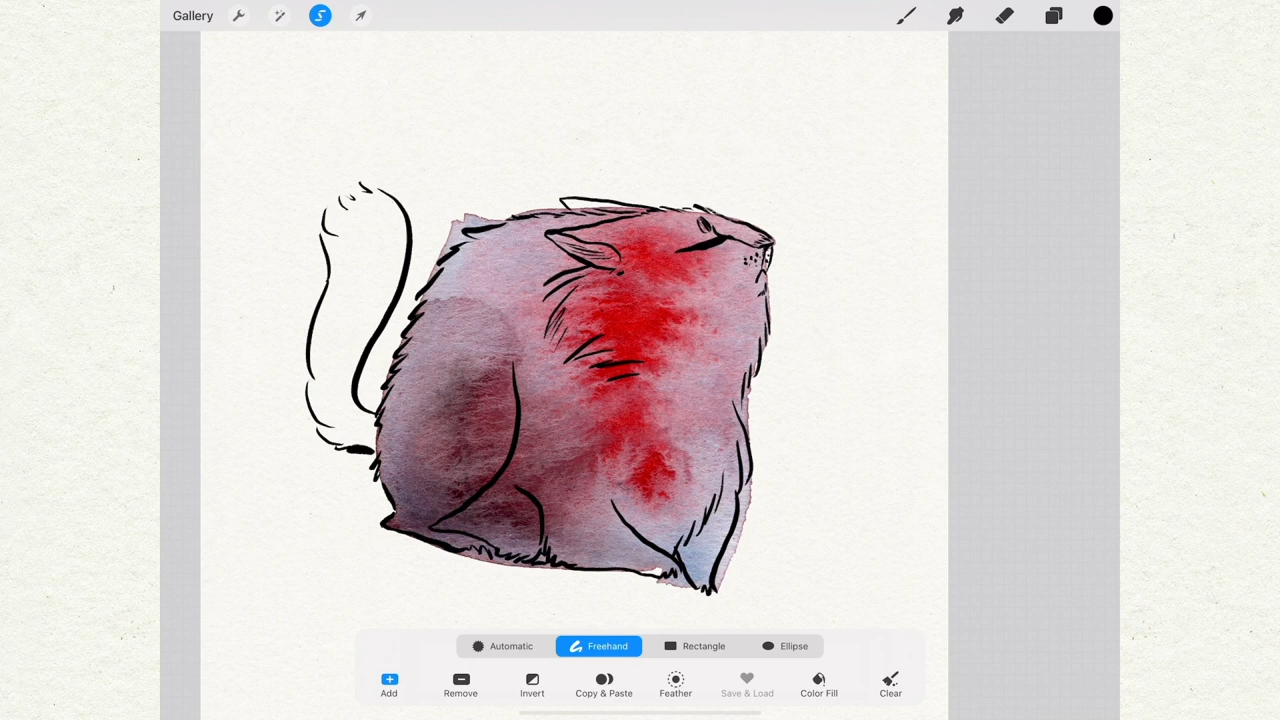 Gallery
Automatic Freehand Rectangle Ellipse
Add Remove Invert Copy & Paste Feather Save & Load Color Fill Clear